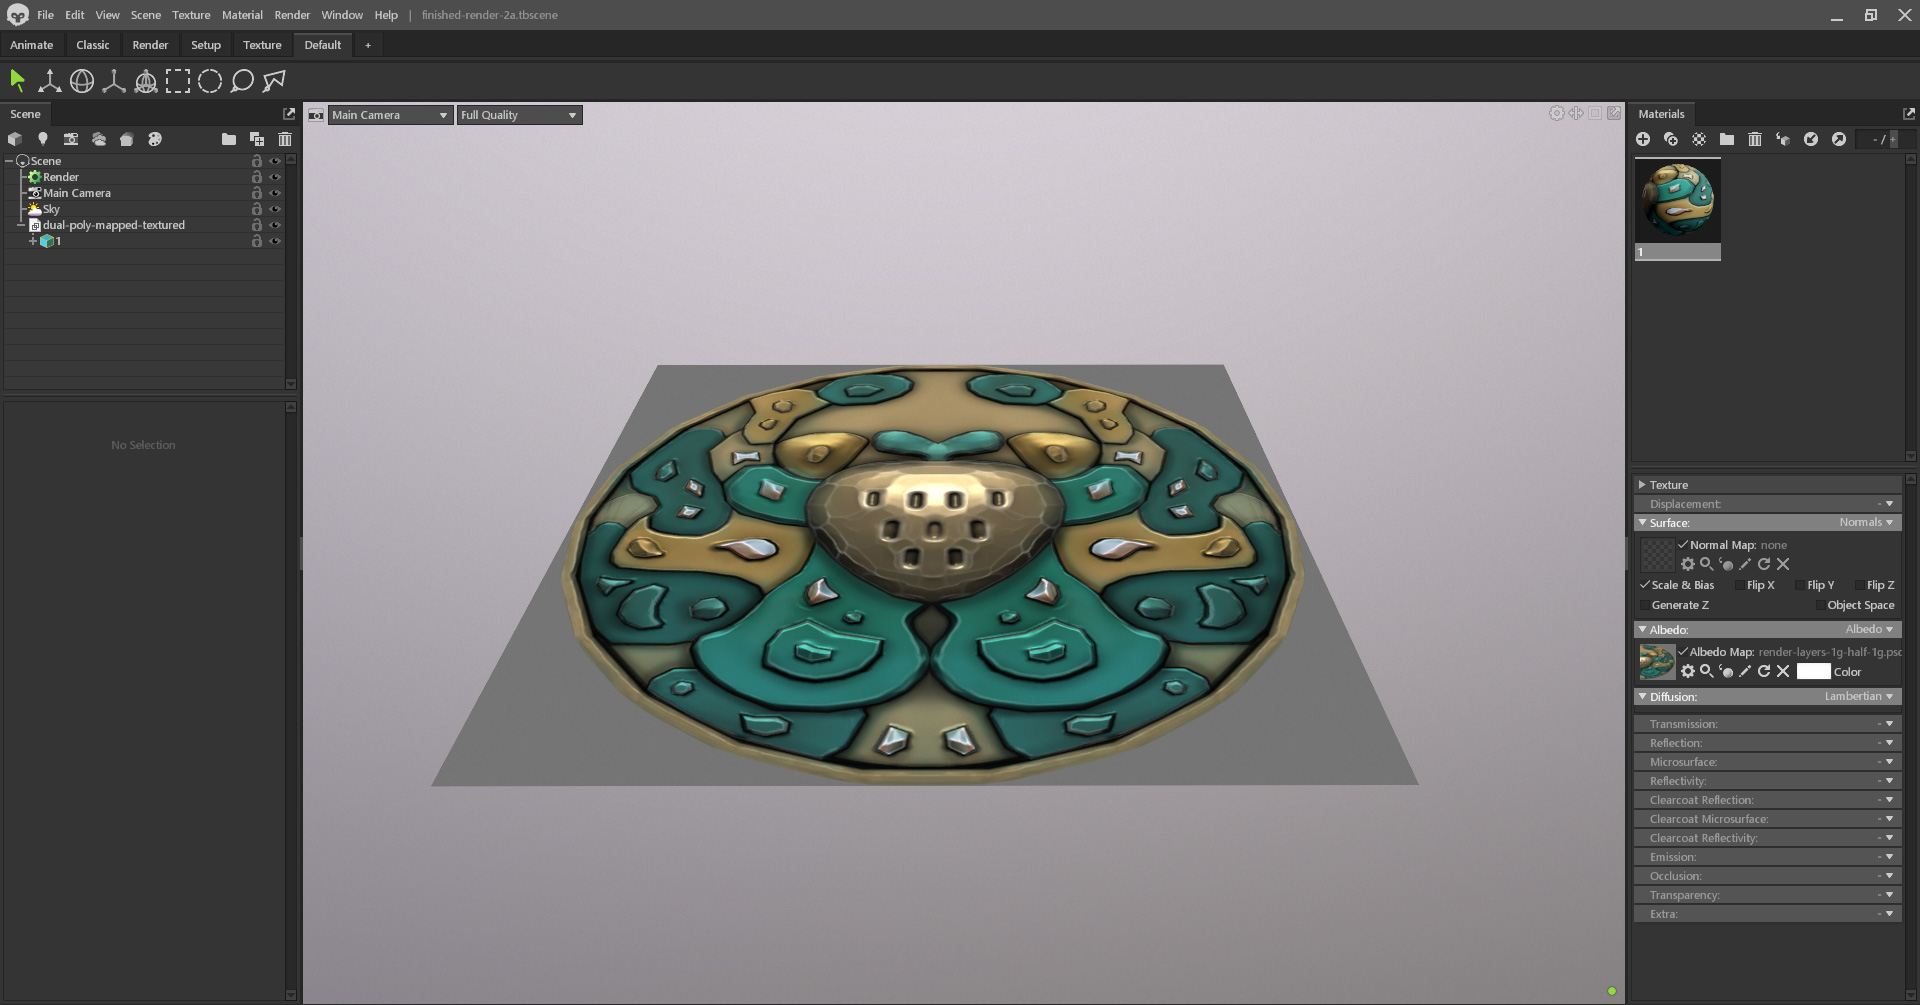 File Edit View Scene Texture Material Render Window Help | finished-render-2a.tbscene
Animate Classic Render Setup Texture Default +
Scene
Main Camera Full Quality
Materials
- / +
Scene
Render
Main Camera
Sky
dual-poly-mapped-textured
1
No Selection
1
Texture
Displacement: -
Surface: Normals
Normal Map: none
Scale & Bias Flip X Flip Y Flip Z
Generate Z Object Space
Albedo: Albedo
Albedo Map: render-layers-1g-half-1g.psd
Color
Diffusion: Lambertian
Transmission: -
Reflection: -
Microsurface: -
Reflectivity: -
Clearcoat Reflection: -
Clearcoat Microsurface: -
Clearcoat Reflectivity: -
Emission: -
Occlusion: -
Transparency: -
Extra: -